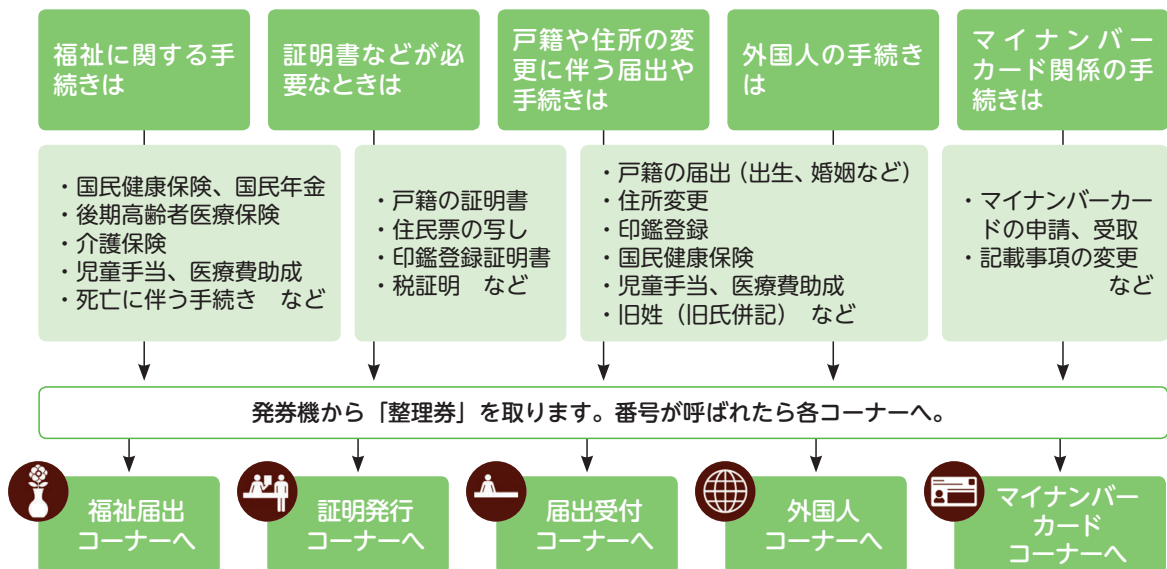 福祉に関する手
続きは
証明書などが必
要なときは
戸籍や住所の変
更に伴う届出や
手続きは
外国人の手続き
は
マイナンバー
カード関係の手
続きは
・国民健康保険、国民年金
・後期高齢者医療保険
・介護保険
・児童手当、医療費助成
・死亡に伴う手続き　など
・戸籍の証明書
・住民票の写し
・印鑑登録証明書
・税証明　など
・戸籍の届出（出生、婚姻など）
・住所変更
・印鑑登録
・国民健康保険
・児童手当、医療費助成
・旧姓（旧氏併記）　など
・マイナンバーカー
ドの申請、受取
・記載事項の変更
など
発券機から「整理券」を取ります。番号が呼ばれたら各コーナーへ。
福祉届出
コーナーへ
証明発行
コーナーへ
届出受付
コーナーへ
外国人
コーナーへ
マイナンバー
カード
コーナーへ